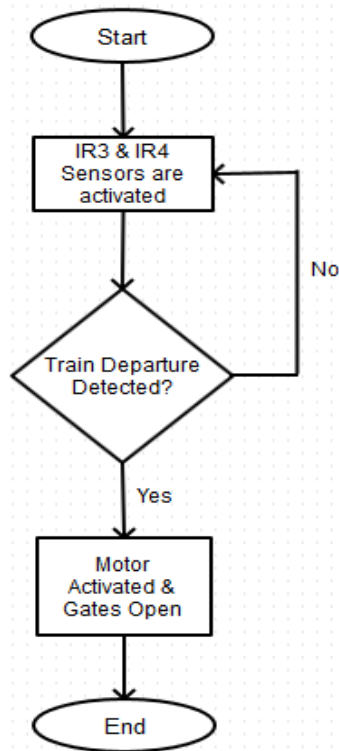 Start
IR3 & IR4
Sensors are
activated
No
Train Departure
Detected?
Yes
Motor
Activated &
Gates Open
End